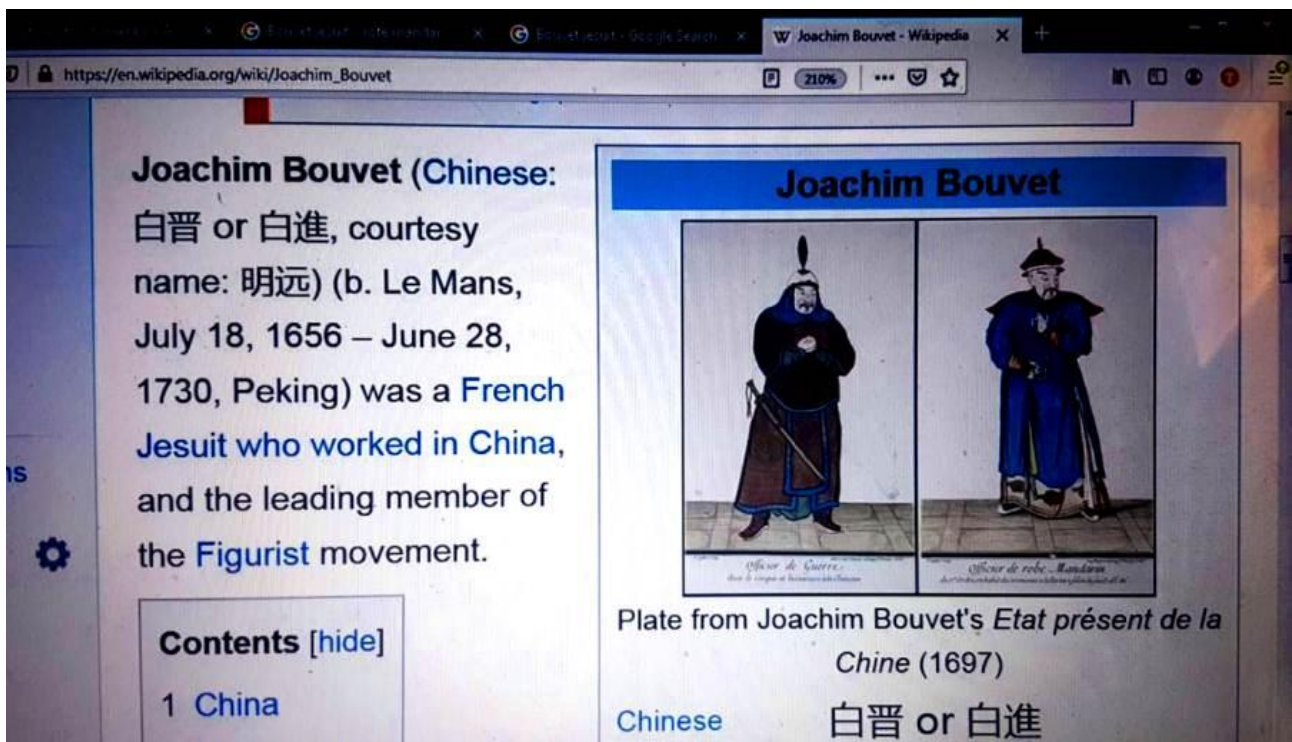 Joachim Bouvet - Wikipedia
https://en.wikipedia.org/wiki/Joachim_Bouvet
210%
Joachim Bouvet (Chinese:
白晋 or 白進, courtesy
name: 明远) (b. Le Mans,
July 18, 1656 – June 28,
1730, Peking) was a French
Jesuit who worked in China,
and the leading member of
the Figurist movement.
Contents [hide]
1 China
ns
Joachim Bouvet
Officier de Guerre
Officier de robe Mandarin
Plate from Joachim Bouvet's Etat présent de la
Chine (1697)
Chinese 白晋 or 白進